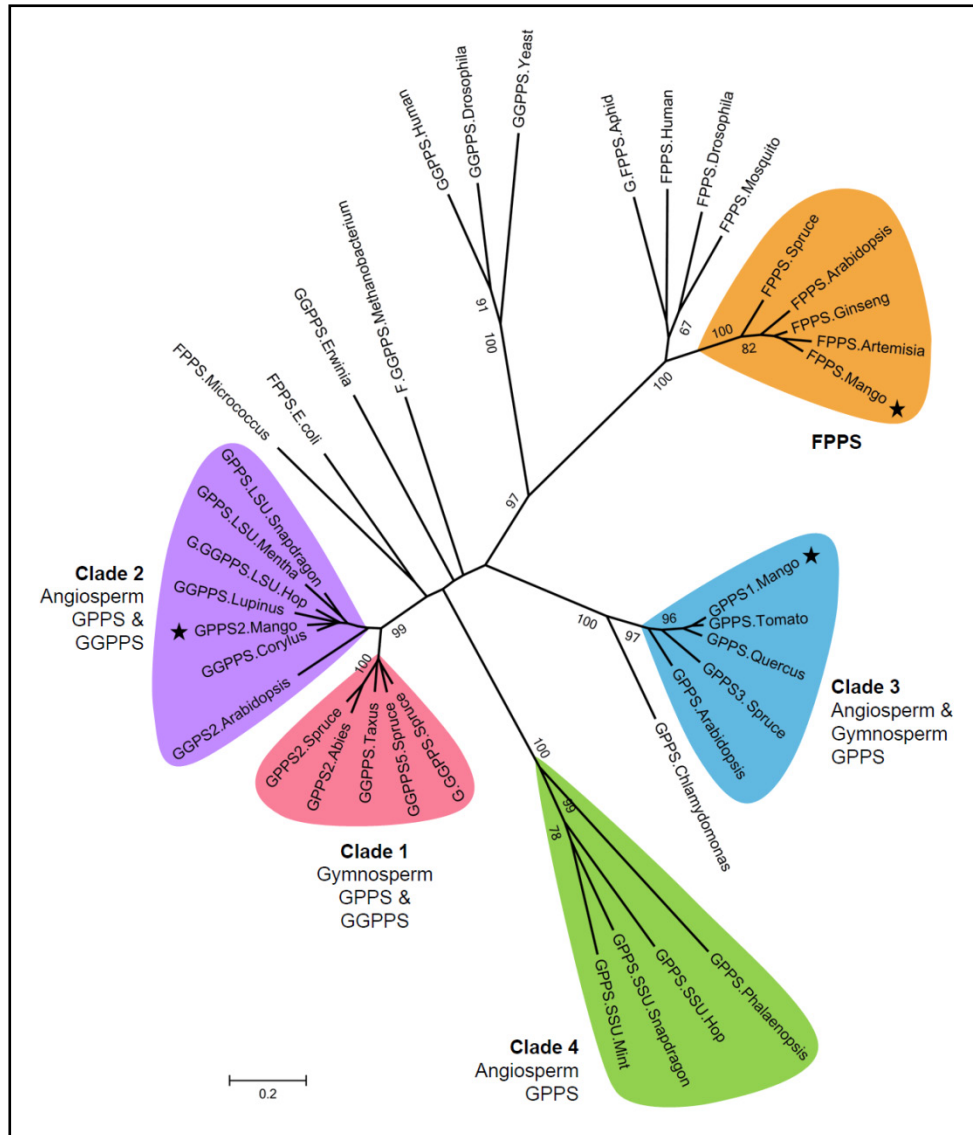 GGPPS.Human
GGPPS.Drosophila
GGPPS.Yeast
G.FPPS.Aphid
FPPS.Human
FPPS.Drosophila
FPPS.Mosquito
FPPS.Spruce
FPPS.Arabidopsis
FPPS.Ginseng
FPPS.Artemisia
FPPS.Mango
FPPS
FPPS.Micrococcus
FPPS.E.coli
GGPPS.Erwinia
F.GGPPS.Methanobacterium
91
100
67
100
82
100
97
Clade 2
Angiosperm
GPPS &
GGPPS
GPPS.LSU.Snapdragon
GPPS.LSU.Mentha
G.GGPPS.LSU.Hop
GGPPS.Lupinus
GPPS2.Mango
GGPPS.Corylus
GGPS2.Arabidopsis
99
100
GPPS2.Spruce
GPPS2.Abies
GGPPS.Taxus
GGPPS5.Spruce
G.GGPPS.Spruce
Clade 1
Gymnosperm
GPPS &
GGPPS
100
97
96
GPPS1.Mango
GPPS.Tomato
GPPS.Quercus
GPPS3.Spruce
GPPS.Arabidopsis
GPPS.Chlamydomonas
Clade 3
Angiosperm &
Gymnosperm
GPPS
100
99
78
GPPS.SSU.Mint
GPPS.SSU.Snapdragon
GPPS.SSU.Hop
GPPS.Phalaenopsis
Clade 4
Angiosperm
GPPS
0.2